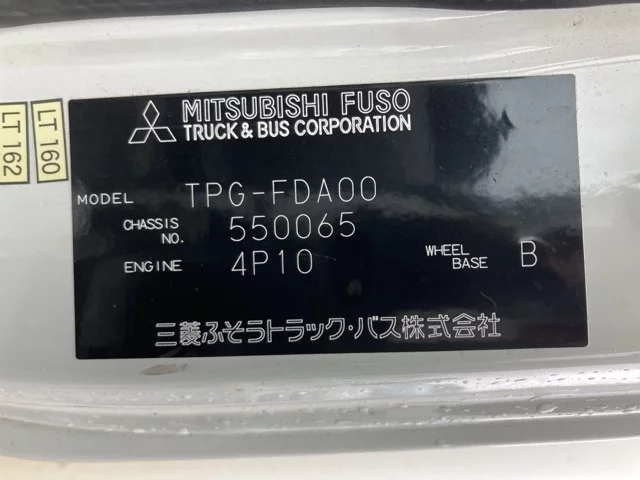 MITSUBISHI FUSO
TRUCK & BUS CORPORATION
LT 160
LT 162
MODEL TPG-FDA00
CHASSIS NO. 550065
ENGINE 4P10 WHEEL BASE B
三菱ふそうトラック・バス株式会社